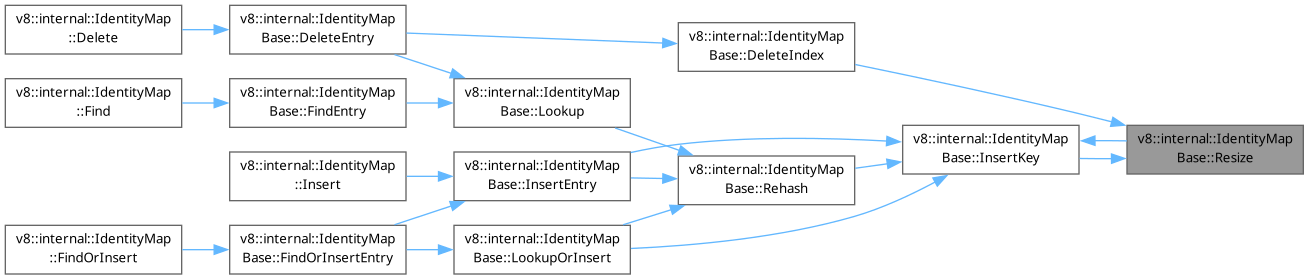 v8::internal::IdentityMap
::Delete
v8::internal::IdentityMap
Base::DeleteEntry
v8::internal::IdentityMap
Base::DeleteIndex
v8::internal::IdentityMap
::Find
v8::internal::IdentityMap
Base::FindEntry
v8::internal::IdentityMap
Base::Lookup
v8::internal::IdentityMap
Base::InsertKey
v8::internal::IdentityMap
Base::Resize
v8::internal::IdentityMap
::Insert
v8::internal::IdentityMap
Base::InsertEntry
v8::internal::IdentityMap
Base::Rehash
v8::internal::IdentityMap
::FindOrInsert
v8::internal::IdentityMap
Base::FindOrInsertEntry
v8::internal::IdentityMap
Base::LookupOrInsert